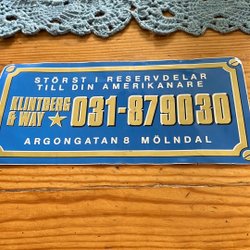 STÖRST I RESERVDELAR
TILL DIN AMERIKANARE
KLINTBERG
& WAY 031-879030
ARGONGATAN 8 MÖLNDAL